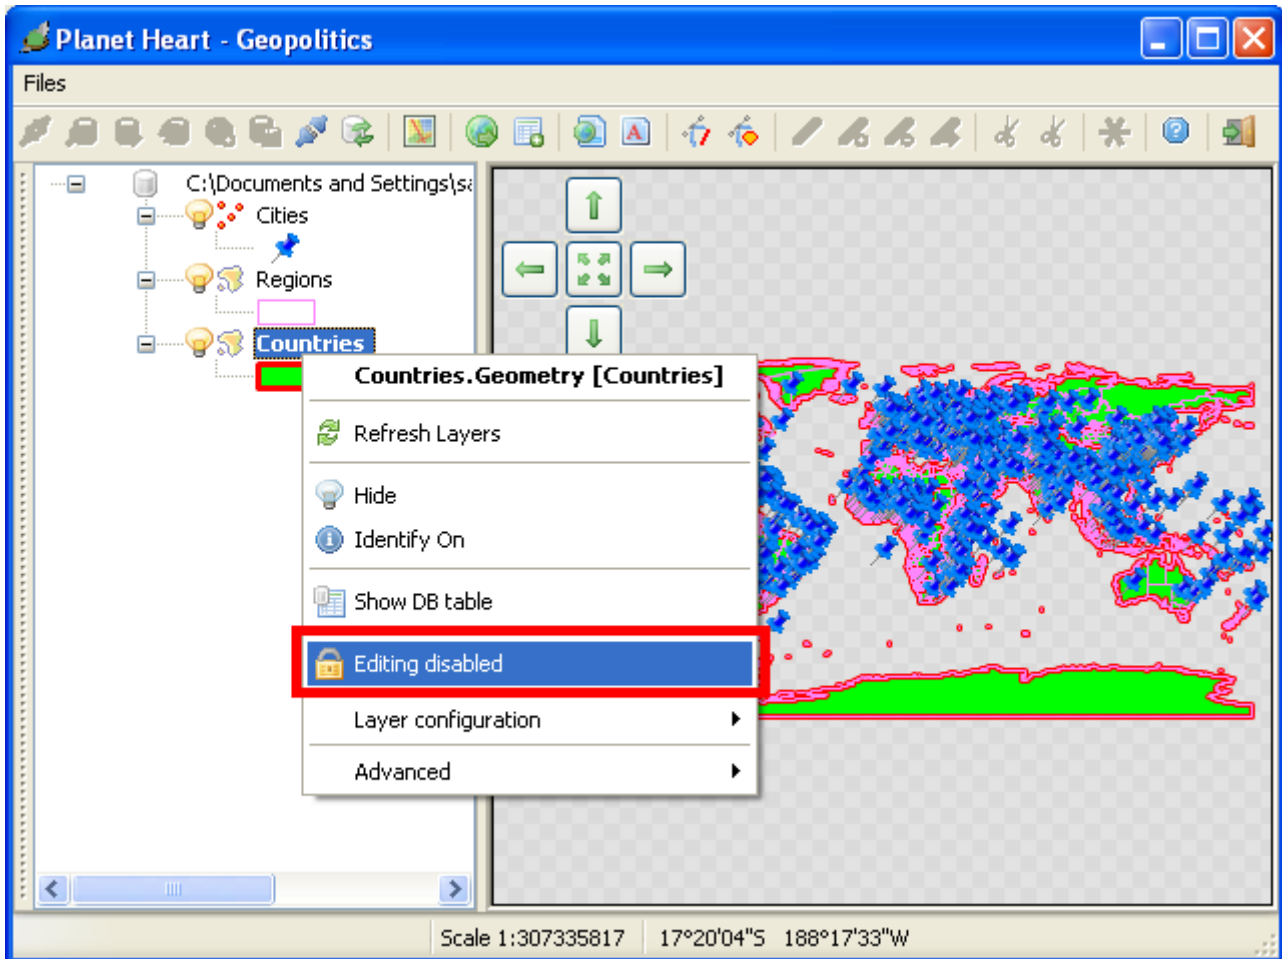 Planet Heart - Geopolitics
Files
C:\Documents and Settings\sa
Cities
Regions
Countries
Countries.Geometry [Countries]
Refresh Layers
Hide
Identify On
Show DB table
Editing disabled
Layer configuration
Advanced
Scale 1:307335817 17°20'04"S 188°17'33"W